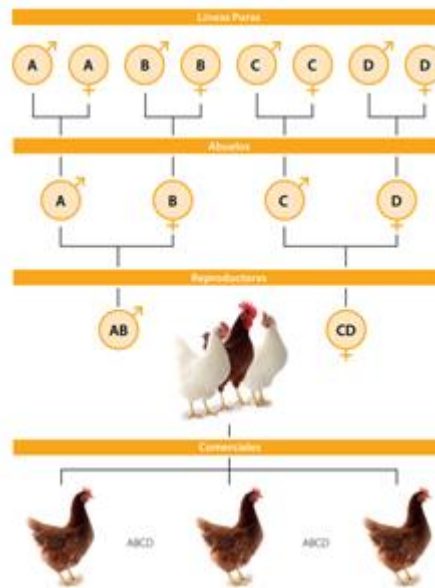 Líneas Puras
A A B B C C D D
Abuelos
A B C D
Reproductores
AB CD
Comerciales
ABCD ABCD